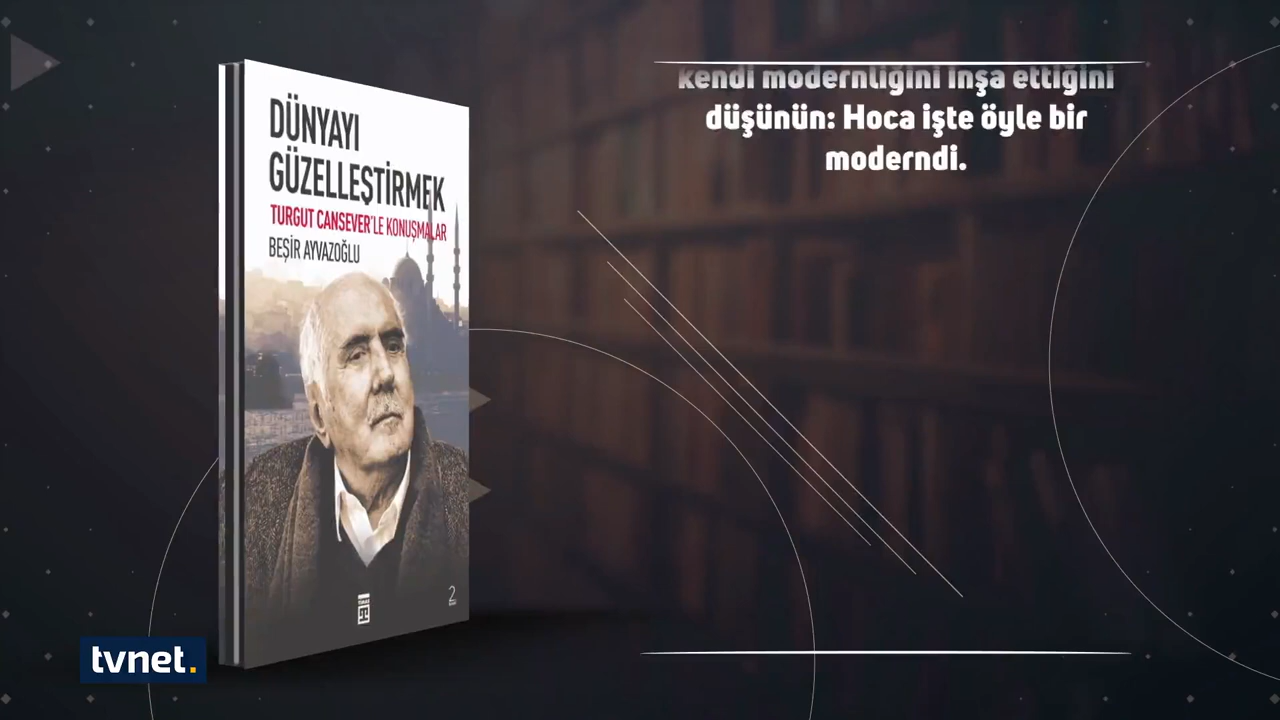 DÜNYAYI
GÜZELLEŞTİRMEK
TURGUT CANSEVER'LE KONUŞMALAR
BEŞİR AYVAZOĞLU
2
kendi modernliğini inşa ettiğini
düşünün: Hoca işte öyle bir
moderndi.
tvnet.